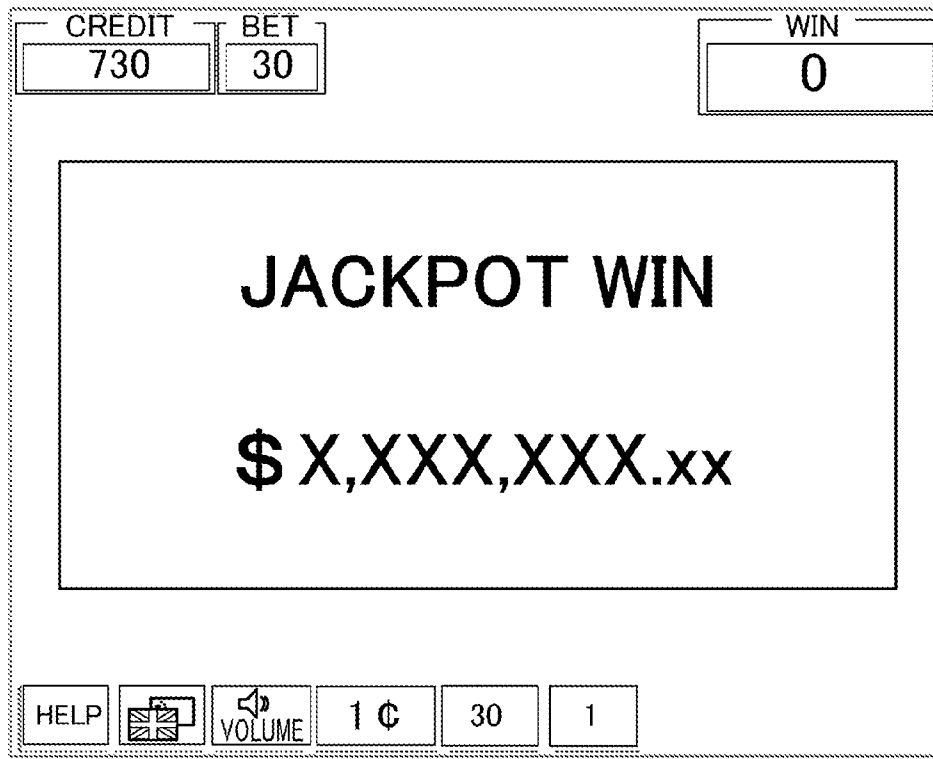 CREDIT BET WIN
730 30 0
JACKPOT WIN
$ X,XXX,XXX.xx
HELP VOLUME 1 ¢ 30 1